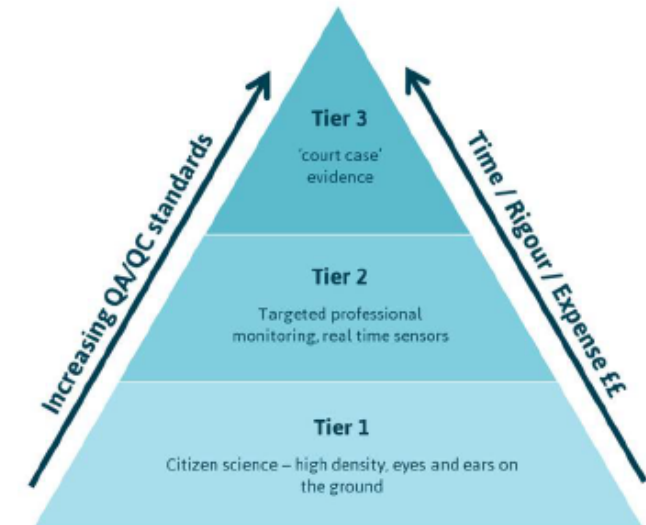 Tier 3
'court case'
evidence
Increasing QA/QC standards
Time / Rigour / Expense ££
Tier 2
Targeted professional
monitoring, real time sensors
Tier 1
Citizen science – high density, eyes and ears on
the ground